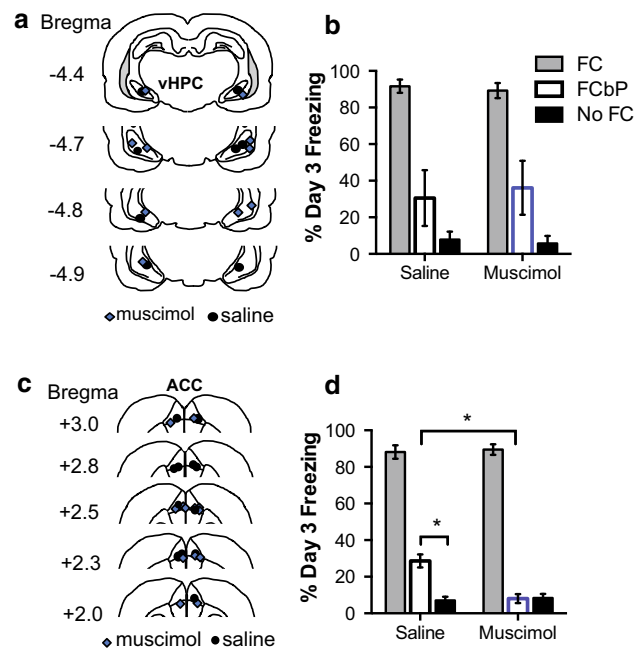 a
Bregma
-4.4
vHPC
-4.7
-4.8
-4.9
muscimol saline
b
% Day 3 Freezing
100
80
60
40
20
0
Saline Muscimol
FC
FCbP
No FC
c
Bregma
ACC
+3.0
+2.8
+2.5
+2.3
+2.0
muscimol saline
d
% Day 3 Freezing
100
80
60
40
20
0
*
*
Saline Muscimol